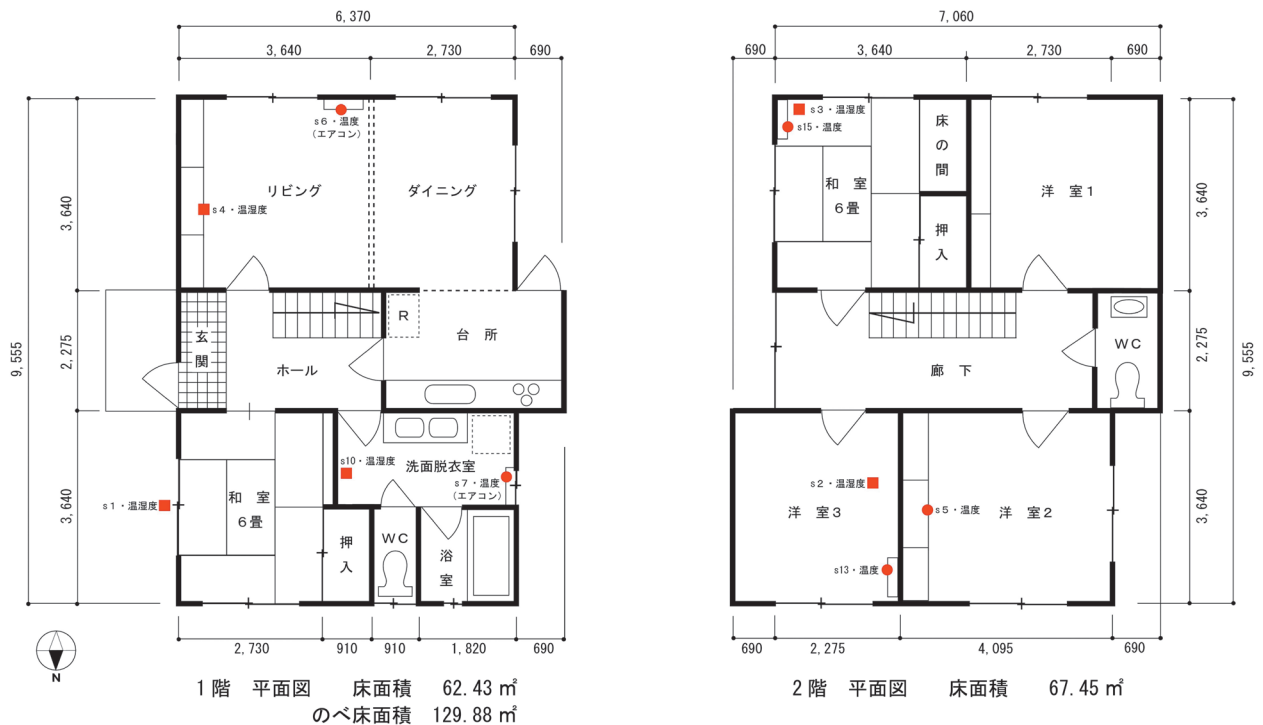 6,370
3,640
2,730
690
9,555
3,640
2,275
3,640
s6・温度
(エアコン)
リビング
ダイニング
s4・温湿度
玄
関
R
台 所
ホール
s10・温湿度
洗面脱衣室
s7・温度
(エアコン)
s1・温湿度
和 室
6畳
押
入
WC
浴
室
2,730
910
910
1,820
690
N
1階 平面図 床面積 62.43 ㎡
のべ床面積 129.88 ㎡
7,060
690
3,640
2,730
690
s3・温湿度
s15・温度
床
の
間
和 室
6畳
押
入
洋 室1
3,640
2,275
3,640
9,555
WC
廊 下
s2・温湿度
洋 室3
s5・温度
洋 室2
s13・温度
690
2,275
4,095
690
2階 平面図 床面積 67.45 ㎡